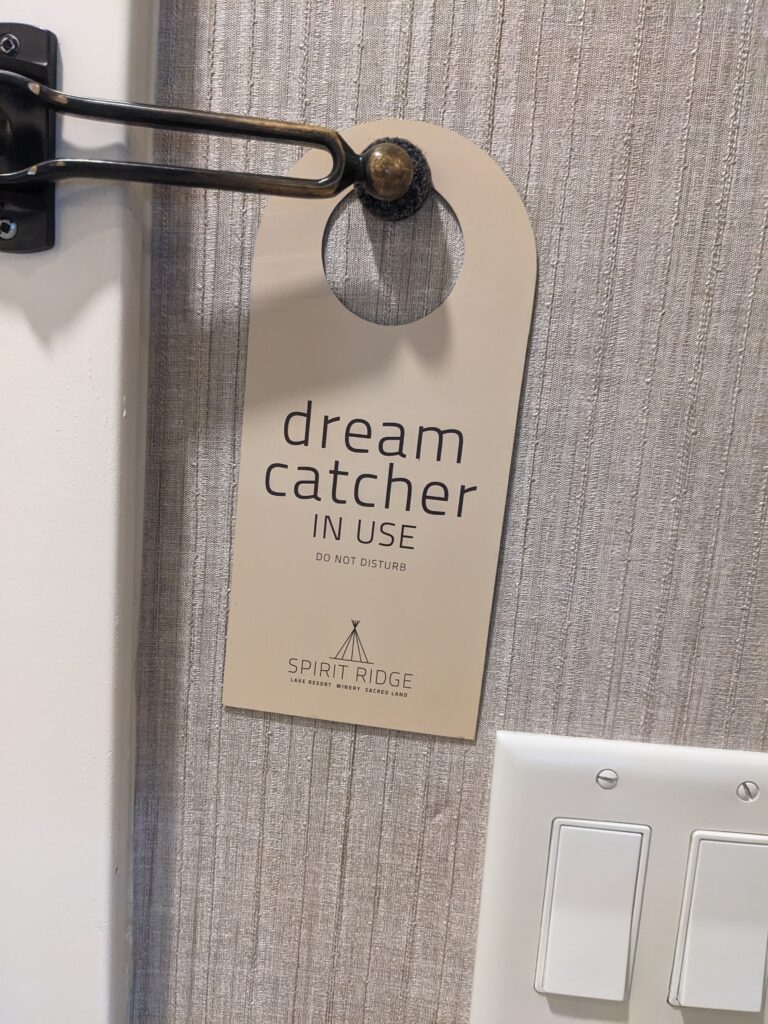 dream
catcher
IN USE
DO NOT DISTURB
SPIRIT RIDGE
LAKE RESORT WINERY SACRED LAND